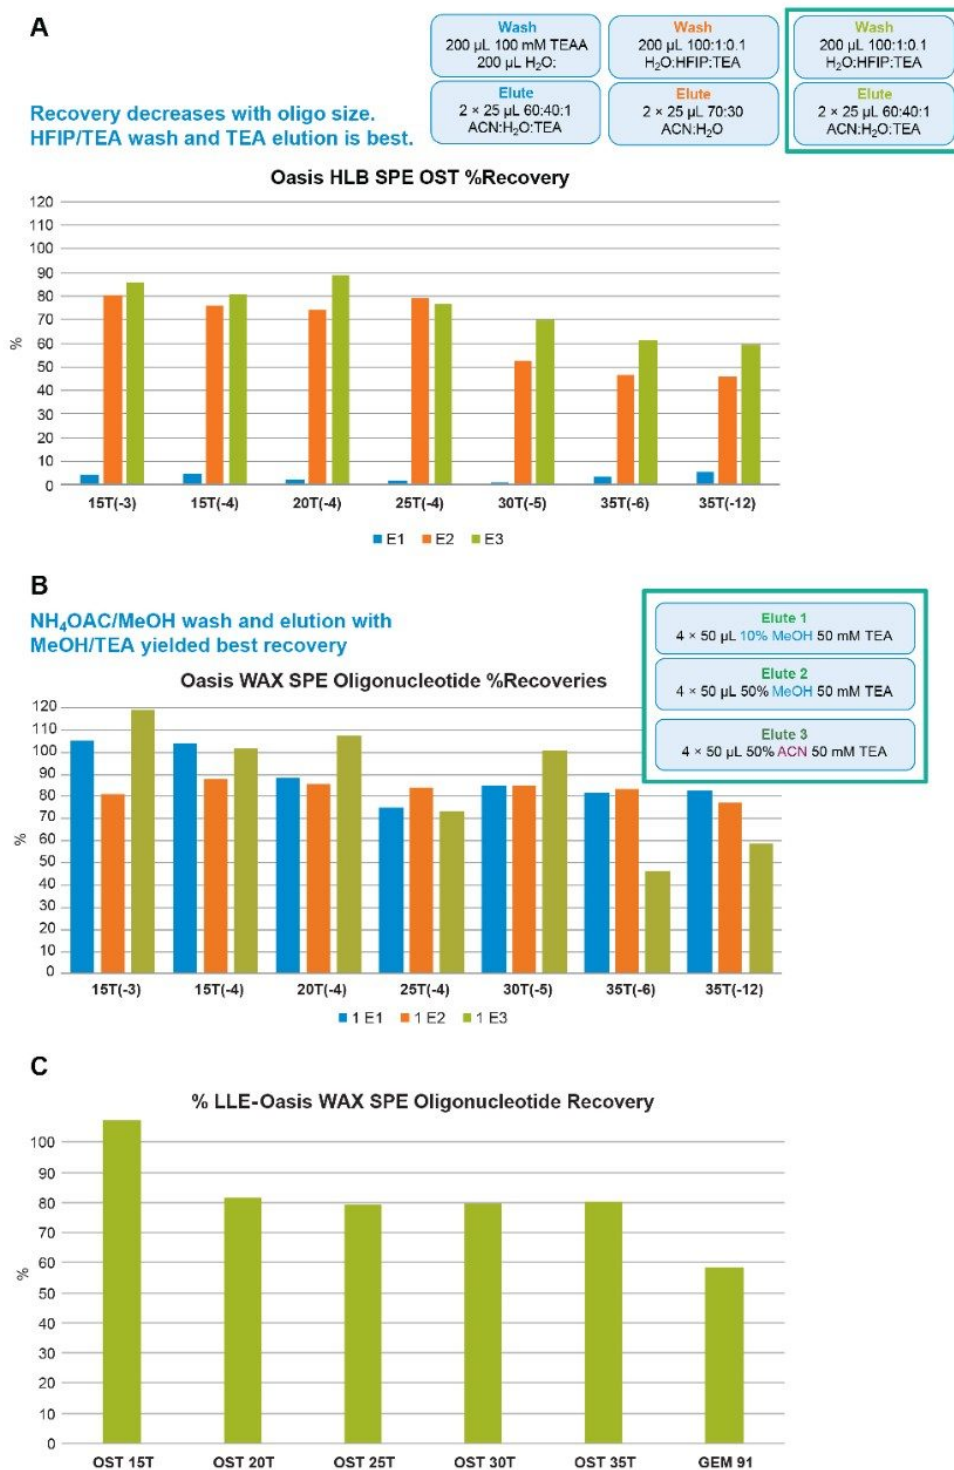 A
Wash
200 µL 100 mM TEAA
200 µL H₂O:
Wash
200 µL 100:1:0.1
H₂O:HFIP:TEA
Wash
200 µL 100:1:0.1
H₂O:HFIP:TEA
Elute
2 × 25 µL 60:40:1
ACN:H₂O:TEA
Elute
2 × 25 µL 70:30
ACN:H₂O
Elute
2 × 25 µL 60:40:1
ACN:H₂O:TEA
Recovery decreases with oligo size.
HFIP/TEA wash and TEA elution is best.
Oasis HLB SPE OST %Recovery
120
110
100
90
80
70
60
50
40
30
20
10
0
%
15T(-3) 15T(-4) 20T(-4) 25T(-4) 30T(-5) 35T(-6) 35T(-12)
E1 E2 E3
B
NH₄OAC/MeOH wash and elution with
MeOH/TEA yielded best recovery
Elute 1
4 × 50 µL 10% MeOH 50 mM TEA
Elute 2
4 × 50 µL 50% MeOH 50 mM TEA
Elute 3
4 × 50 µL 50% ACN 50 mM TEA
Oasis WAX SPE Oligonucleotide %Recoveries
120
110
100
90
80
70
60
50
40
30
20
10
0
%
15T(-3) 15T(-4) 20T(-4) 25T(-4) 30T(-5) 35T(-6) 35T(-12)
1 E1 1 E2 1 E3
C
% LLE-Oasis WAX SPE Oligonucleotide Recovery
100
90
80
70
60
50
40
30
20
10
0
%
OST 15T OST 20T OST 25T OST 30T OST 35T GEM 91